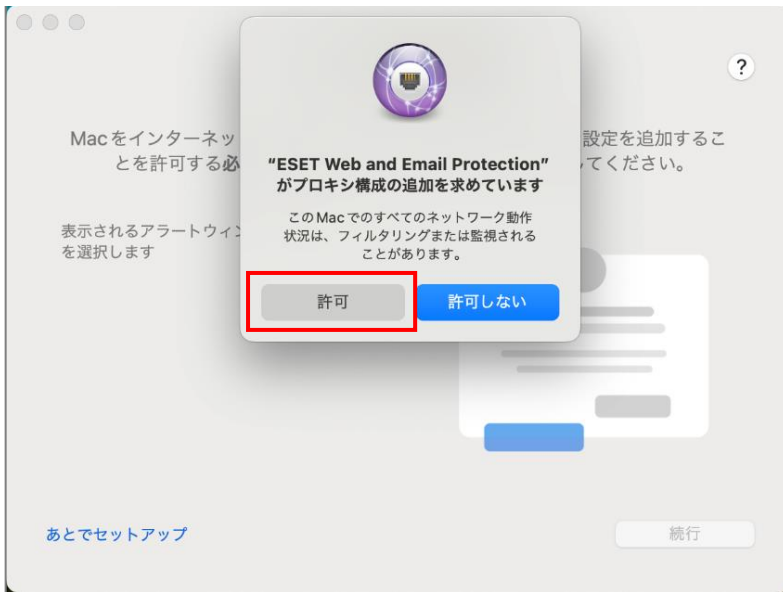 ?
Macをインターネッ
設定を追加するこ
とを許可する必
てください。
"ESET Web and Email Protection"
がプロキシ構成の追加を求めています
このMacでのすべてのネットワーク動作
状況は、フィルタリングまたは監視される
ことがあります。
表示されるアラートウィン
を選択します
許可
許可しない
あとでセットアップ
続行